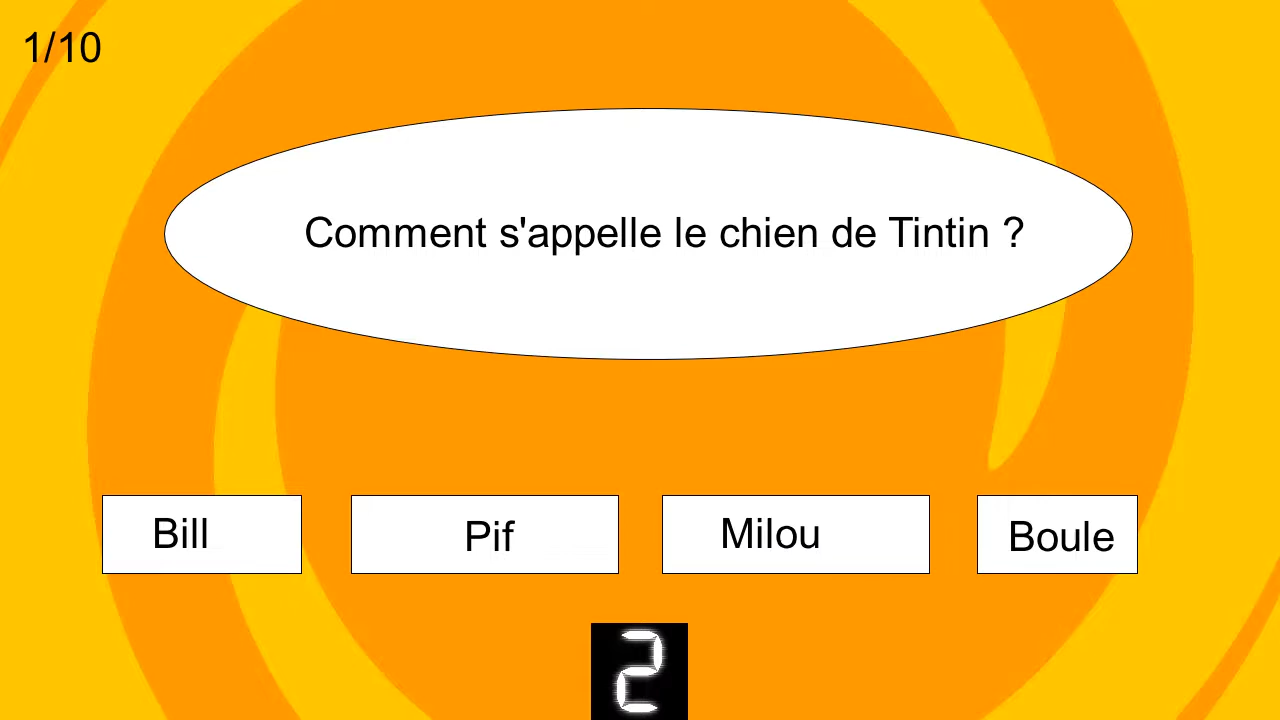 1/10
Comment s'appelle le chien de Tintin ?
Bill
Pif
Milou
Boule
2